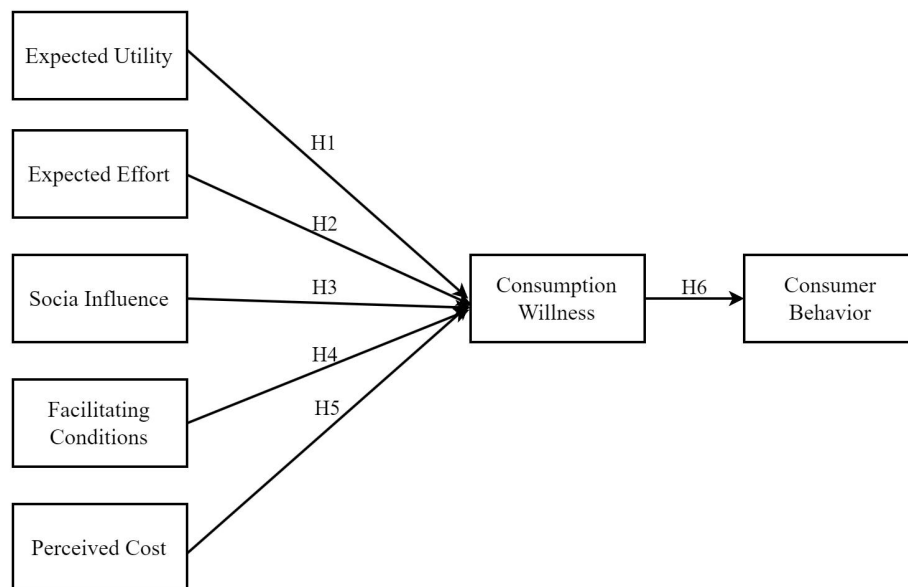 Expected Utility
H1
Expected Effort
H2
Socia Influence
H3
Consumption
Willness
H6
Consumer
Behavior
H4
Facilitating
Conditions
H5
Perceived Cost